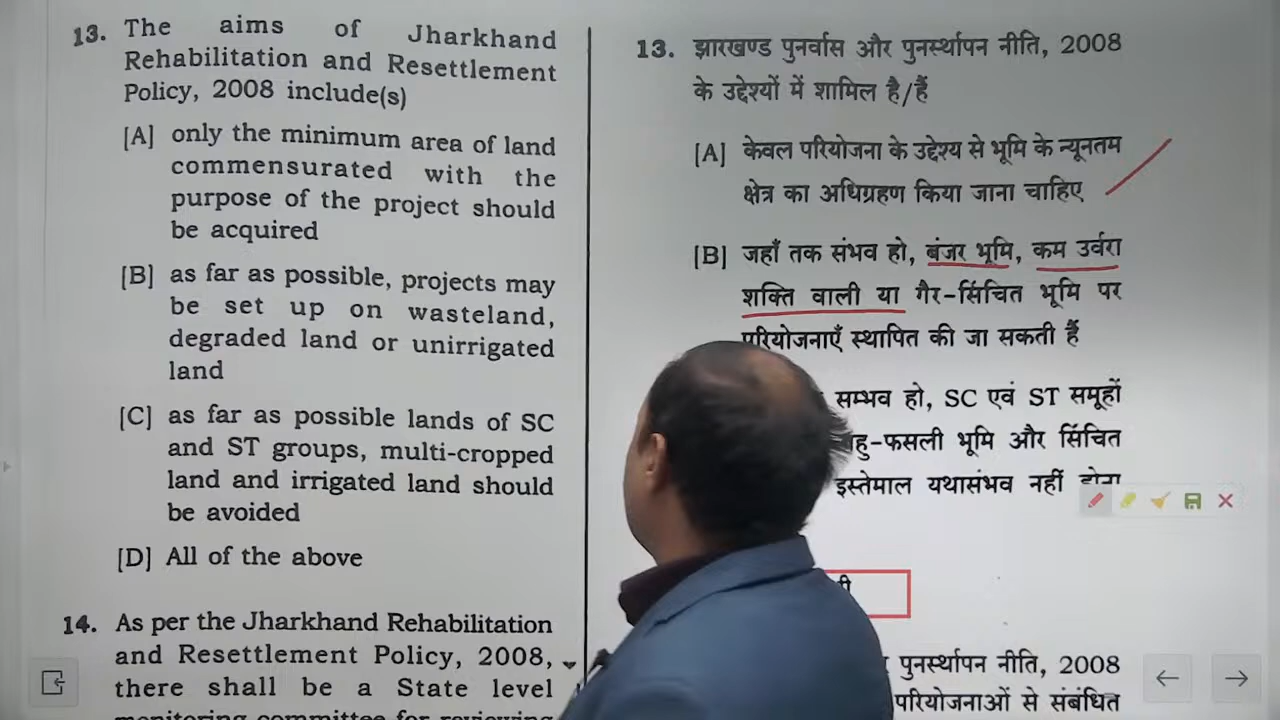 13. The aims of Jharkhand
Rehabilitation and Resettlement
Policy, 2008 include(s)
[A] only the minimum area of land
commensurated with the
purpose of the project should
be acquired
[B] as far as possible, projects may
be set up on wasteland,
degraded land or unirrigated
land
[C] as far as possible lands of SC
and ST groups, multi-cropped
land and irrigated land should
be avoided
[D] All of the above
14. As per the Jharkhand Rehabilitation
and Resettlement Policy, 2008,
there shall be a State level
monitoring committee for reviewing
13. झारखण्ड पुनर्वास और पुनर्स्थापन नीति, 2008
के उद्देश्यों में शामिल है/हैं
[A] केवल परियोजना के उद्देश्य से भूमि के न्यूनतम
क्षेत्र का अधिग्रहण किया जाना चाहिए
[B] जहाँ तक संभव हो, बंजर भूमि, कम उर्वरा
शक्ति वाली या गैर-सिंचित भूमि पर
परियोजनाएँ स्थापित की जा सकती हैं
सम्भव हो, SC एवं ST समूहों
भूमि और सिंचित
इस्तेमाल यथासंभव नहीं होना
पुनर्स्थापन नीति, 2008
परियोजनाओं से संबंधित